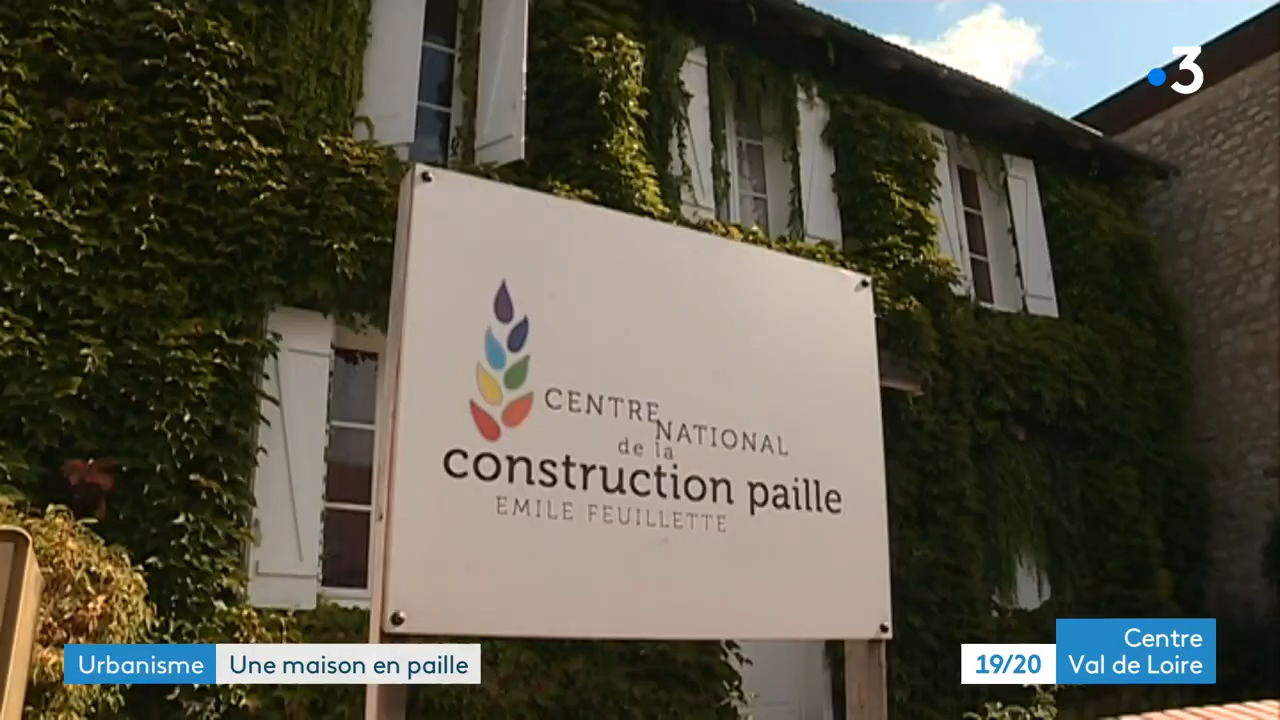 3
CENTRE
NATIONAL
de la
construction paille
EMILE FEUILLETTE
Urbanisme Une maison en paille
19/20 Centre
Val de Loire